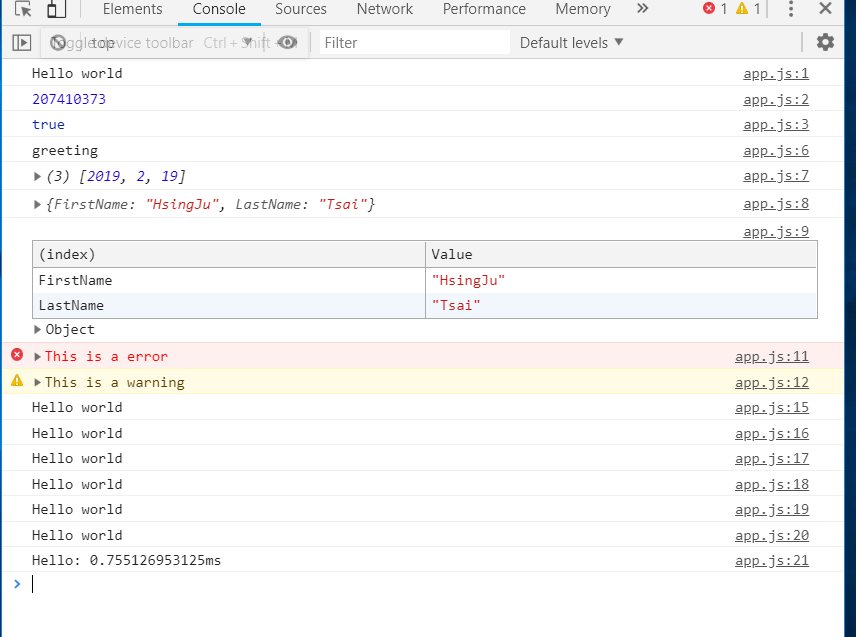 Elements Console Sources Network Performance Memory » 1 1
Toggle device toolbar Ctrl + Shift + top Filter Default levels ▼
Hello world app.js:1
207410373 app.js:2
true app.js:3
greeting app.js:6
▶ (3) [2019, 2, 19] app.js:7
▶ {FirstName: "HsingJu", LastName: "Tsai"} app.js:8
app.js:9
(index) Value
FirstName "HsingJu"
LastName "Tsai"
▶ Object
▶ This is a error app.js:11
▶ This is a warning app.js:12
Hello world app.js:15
Hello world app.js:16
Hello world app.js:17
Hello world app.js:18
Hello world app.js:19
Hello world app.js:20
Hello: 0.755126953125ms app.js:21
>